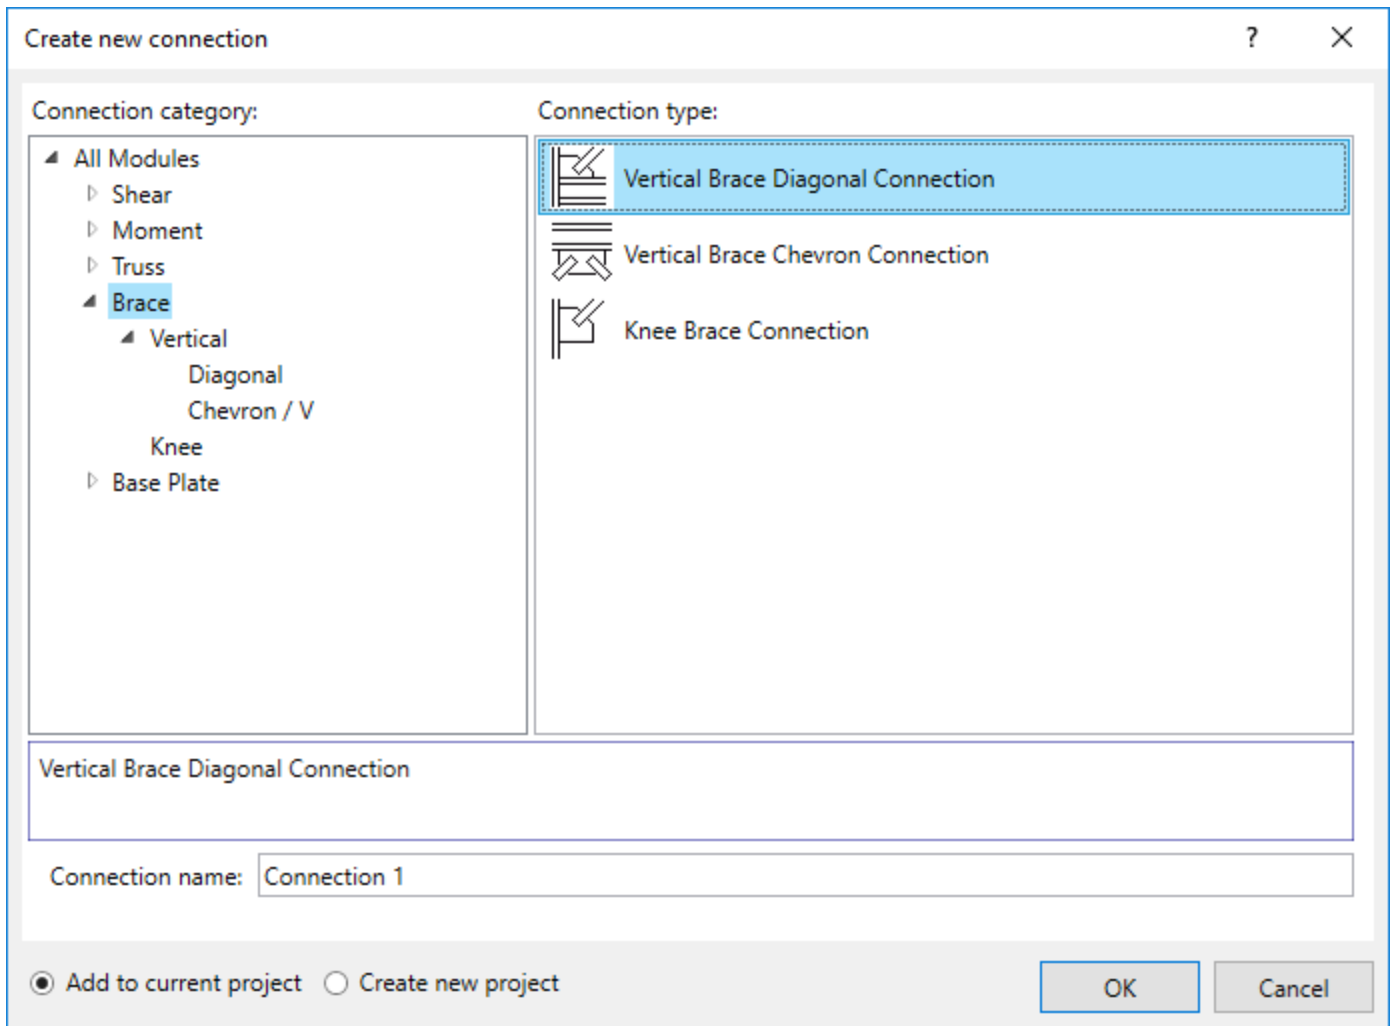 Create new connection
?
Connection category:
Connection type:
All Modules
Shear
Moment
Truss
Brace
Vertical
Diagonal
Chevron / V
Knee
Base Plate
Vertical Brace Diagonal Connection
Vertical Brace Chevron Connection
Knee Brace Connection
Vertical Brace Diagonal Connection
Connection name: Connection 1
Add to current project Create new project
OK Cancel